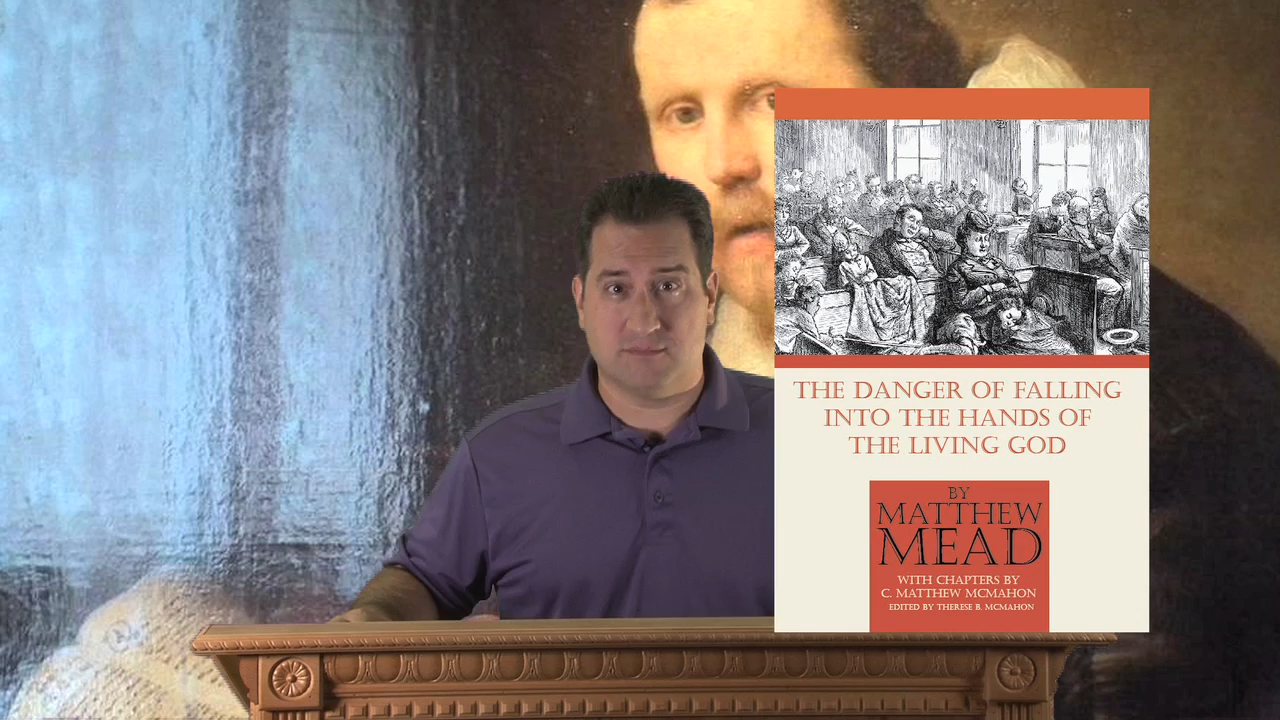 THE DANGER OF FALLING
INTO THE HANDS OF
THE LIVING GOD
BY
MATTHEW
MEAD
WITH CHAPTERS BY
C. MATTHEW MCMAHON
EDITED BY THERESE B. MCMAHON